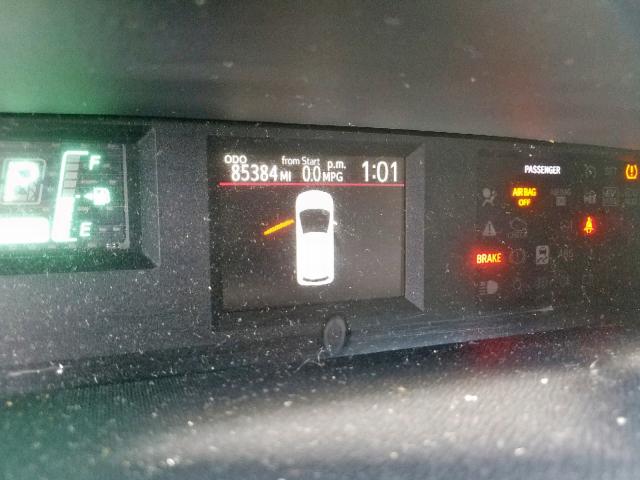 P
F
E
ODO
from Start
p.m.
85384 MI
0.0 MPG
1:01
PASSENGER
AIR BAG
OFF
BRAKE